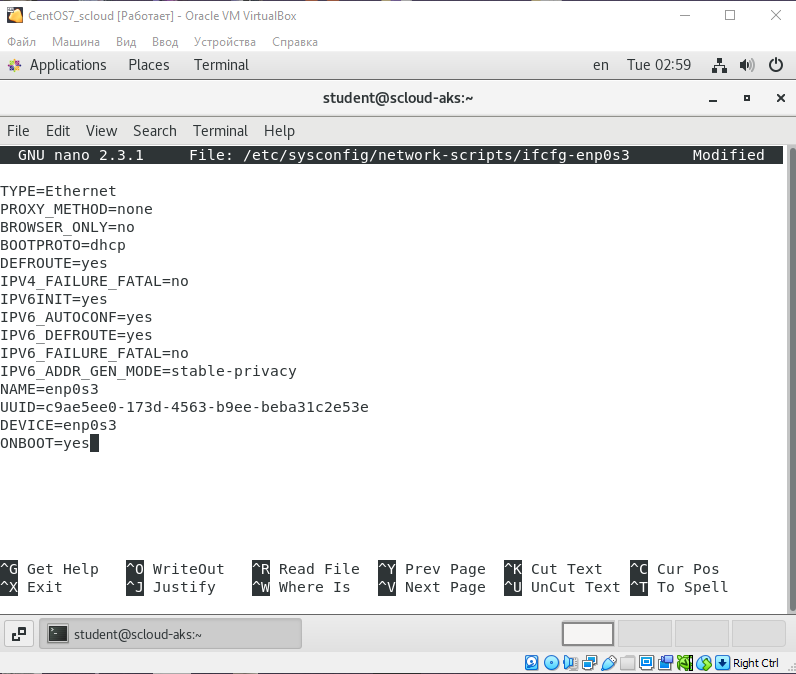 CentOS7_scloud [Работает] - Oracle VM VirtualBox
Файл Машина Вид Ввод Устройства Справка
Applications Places Terminal en Tue 02:59
student@scloud-aks:~
File Edit View Search Terminal Help
GNU nano 2.3.1 File: /etc/sysconfig/network-scripts/ifcfg-enp0s3 Modified
TYPE=Ethernet
PROXY_METHOD=none
BROWSER_ONLY=no
BOOTPROTO=dhcp
DEFROUTE=yes
IPV4_FAILURE_FATAL=no
IPV6INIT=yes
IPV6_AUTOCONF=yes
IPV6_DEFROUTE=yes
IPV6_FAILURE_FATAL=no
IPV6_ADDR_GEN_MODE=stable-privacy
NAME=enp0s3
UUID=c9ae5ee0-173d-4563-b9ee-beba31c2e53e
DEVICE=enp0s3
ONBOOT=yes
^G Get Help ^O WriteOut ^R Read File ^Y Prev Page ^K Cut Text ^C Cur Pos
^X Exit ^J Justify ^W Where Is ^V Next Page ^U UnCut Text ^T To Spell
student@scloud-aks:~
Right Ctrl